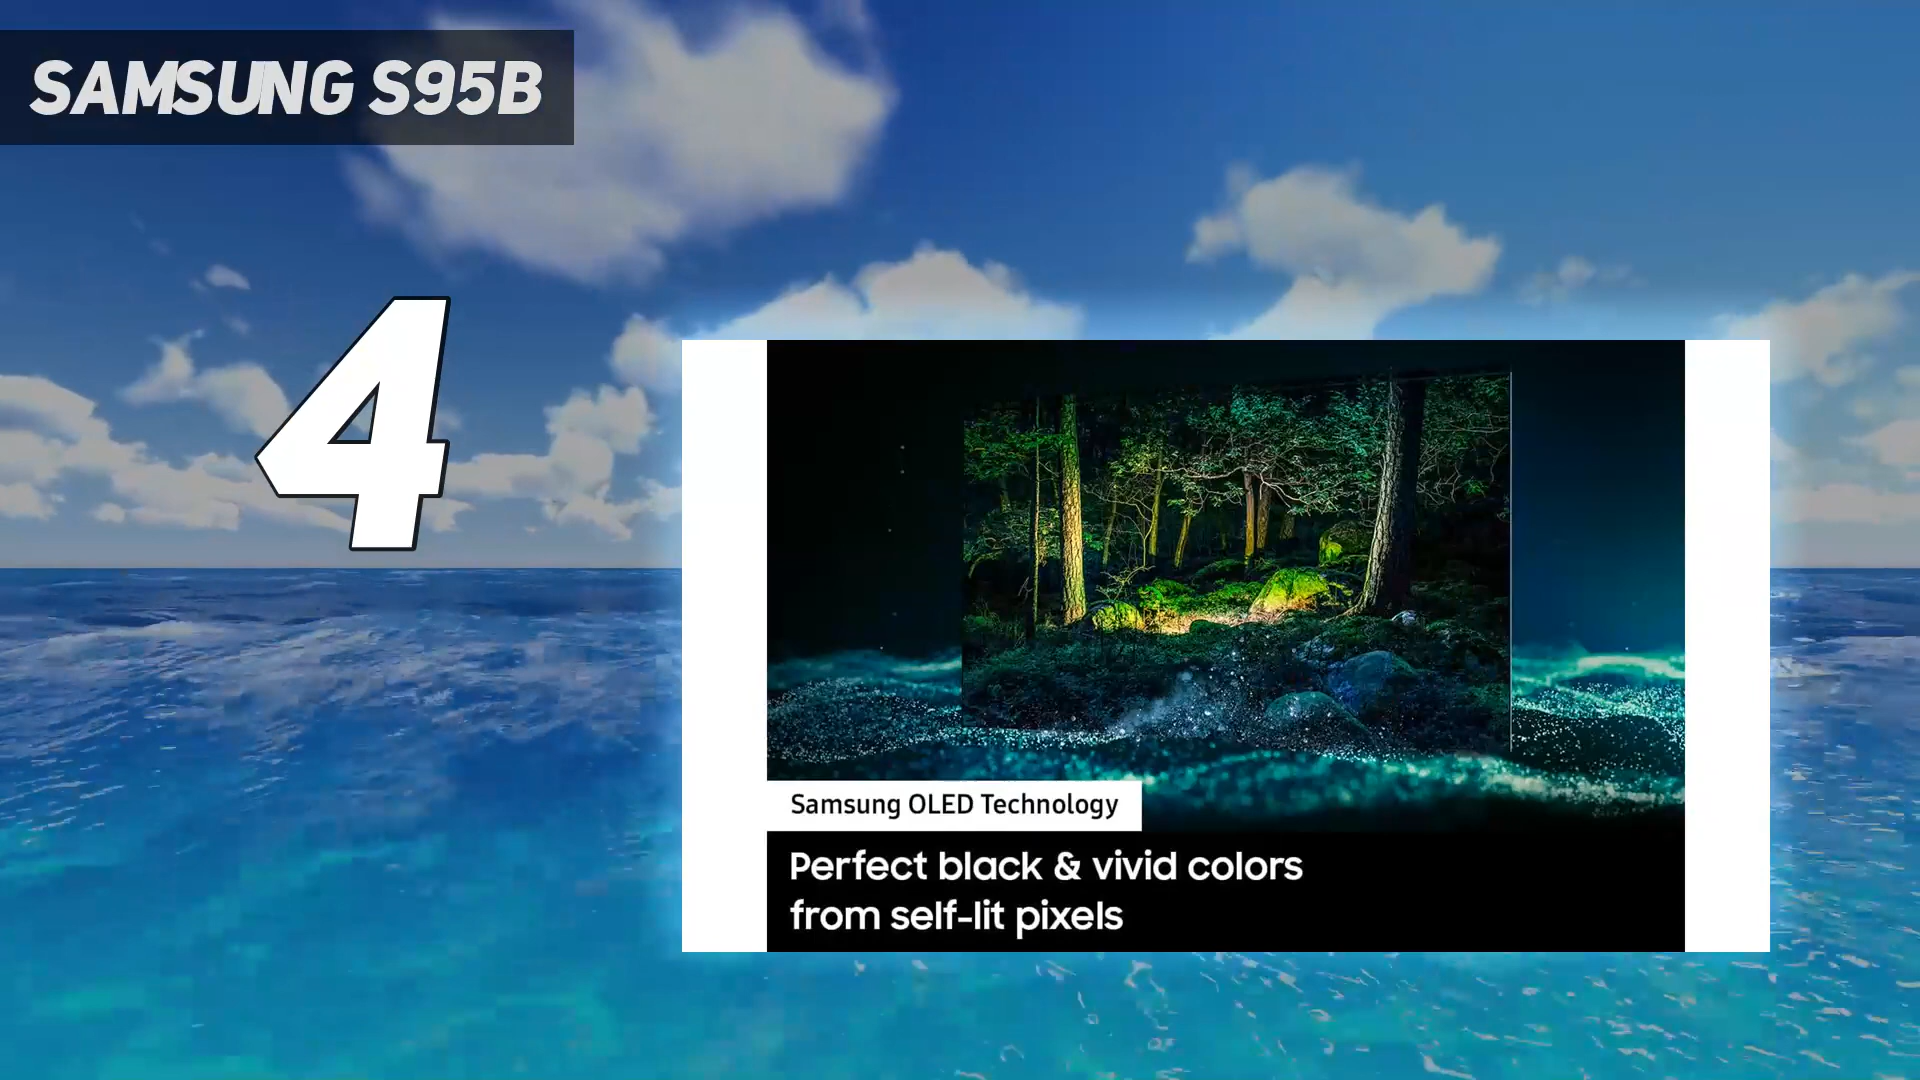 SAMSUNG S95B
4
Samsung OLED Technology
Perfect black & vivid colors
from self-lit pixels